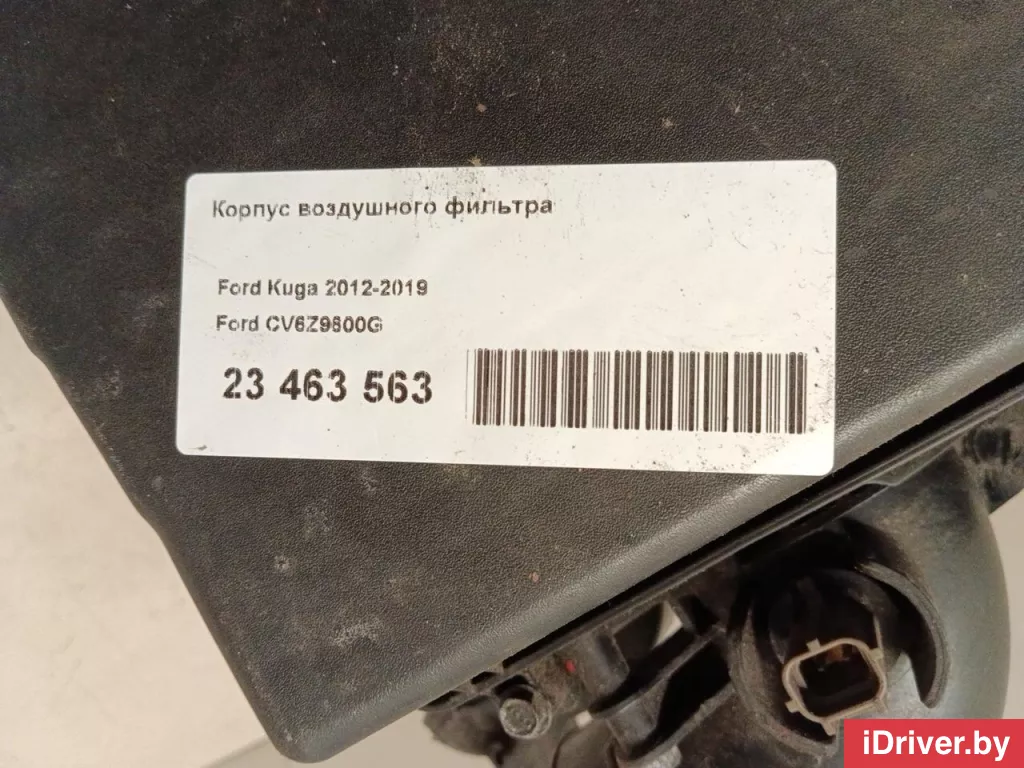 Корпус воздушного фильтра
Ford Kuga 2012-2019
Ford CV6Z9600G
23 463 563
iDriver.by